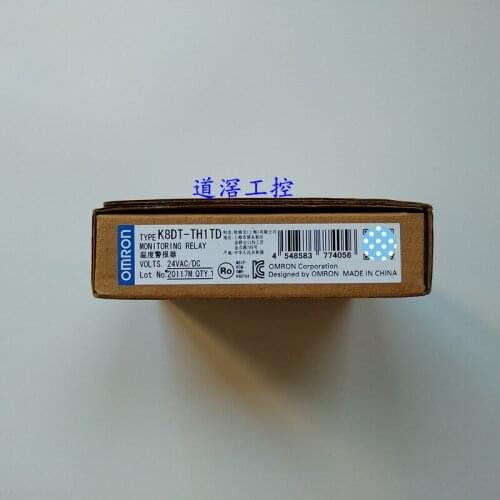 道滘工控
OMRON
TYPE K8DT-TH1TD
MONITORING RELAY
温度警报器
VOLTS. 24VAC/DC
Lot No. 20117M QTY.1
4 548583 774056
OMRON Corporation
Designed by OMRON MADE IN CHINA